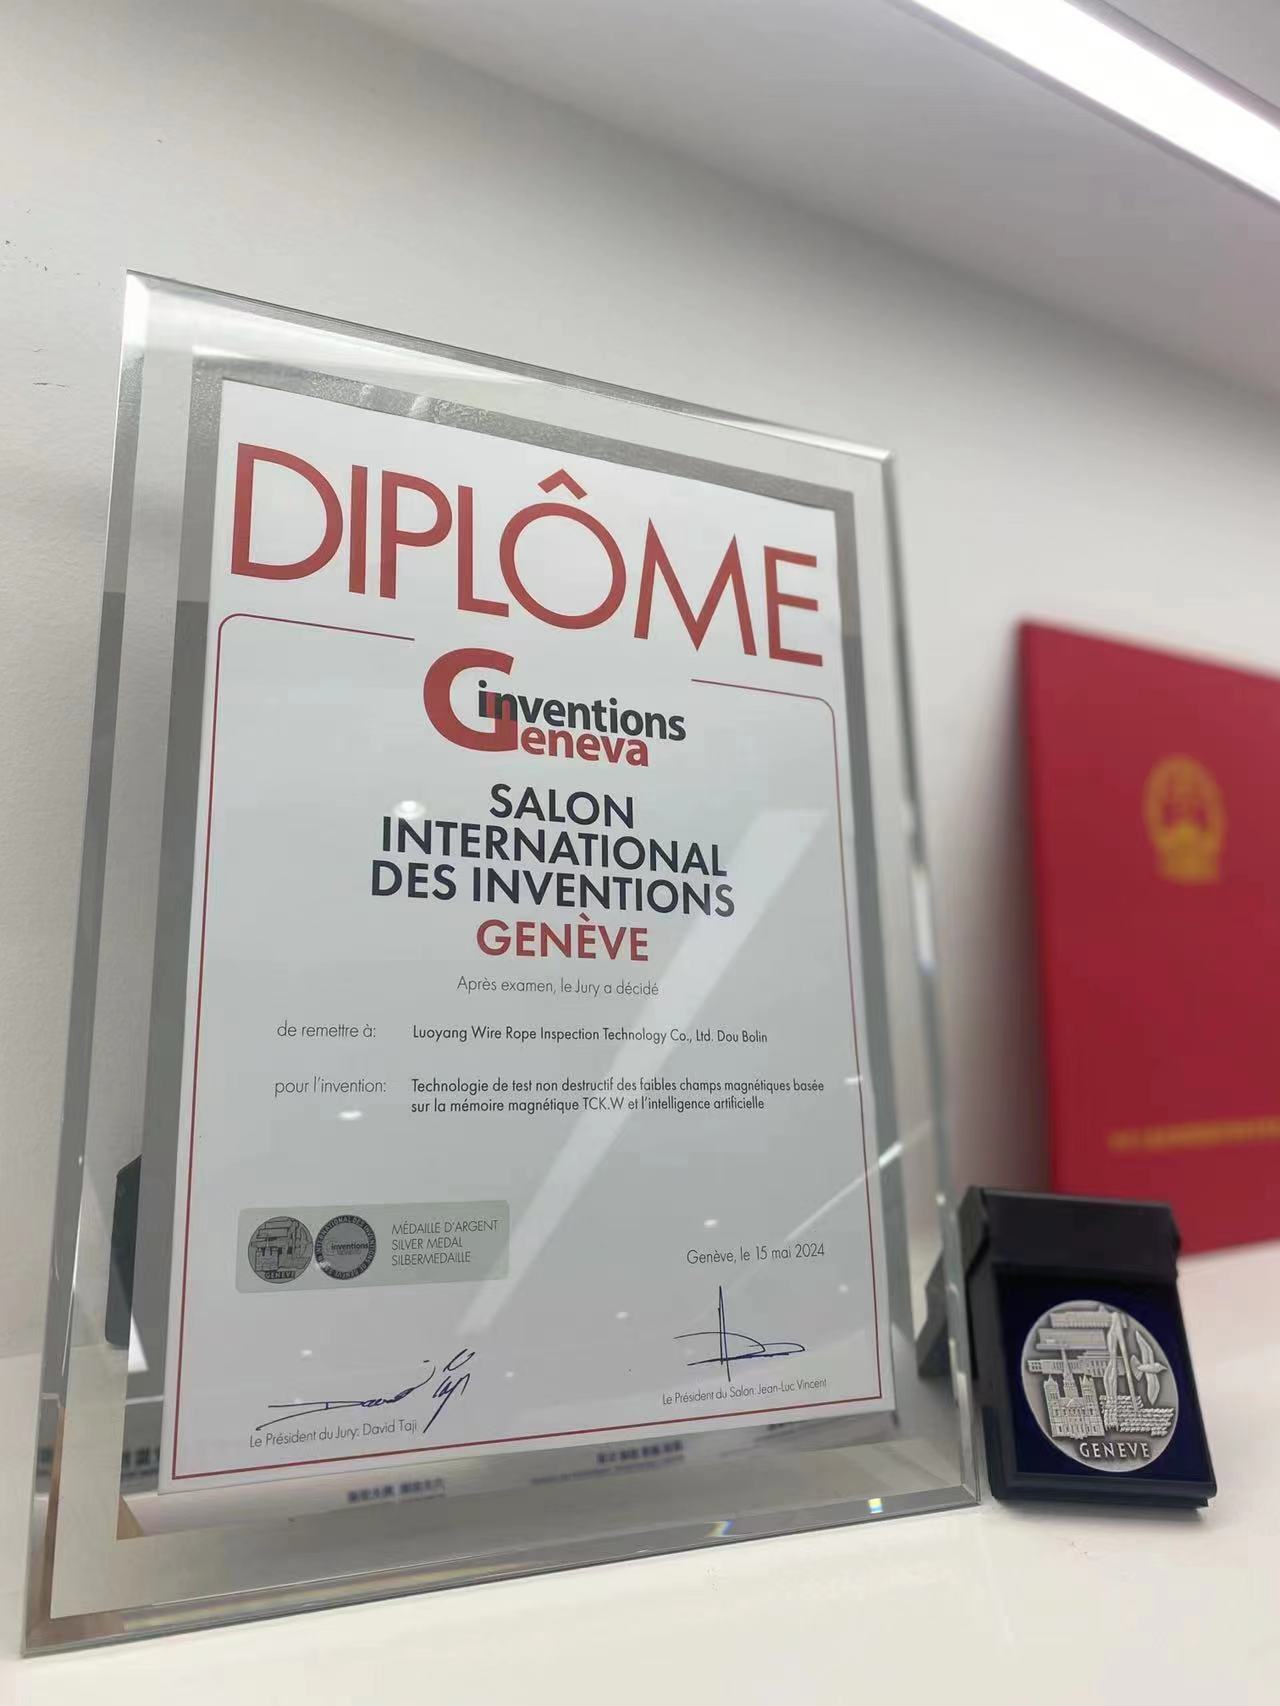 DIPLÔME
inventions
Geneva
SALON
INTERNATIONAL
DES INVENTIONS
GENÈVE
Après examen, le Jury a décidé
de remettre à: Luoyang Wire Rope Inspection Technology Co., Ltd. Dou Bolin
pour l'invention: Technologie de test non destructif des faibles champs magnétiques basée
sur la mémoire magnétique TCK.W et l'intelligence artificielle
GENÈVE
inventions
MÉDAILLE D'ARGENT
SILVER MEDAL
SILBERMEDAILLE
Genève, le 15 mai 2024
Le Président du Jury: David Taji
Le Président du Salon: Jean-Luc Vincent
GENEVE